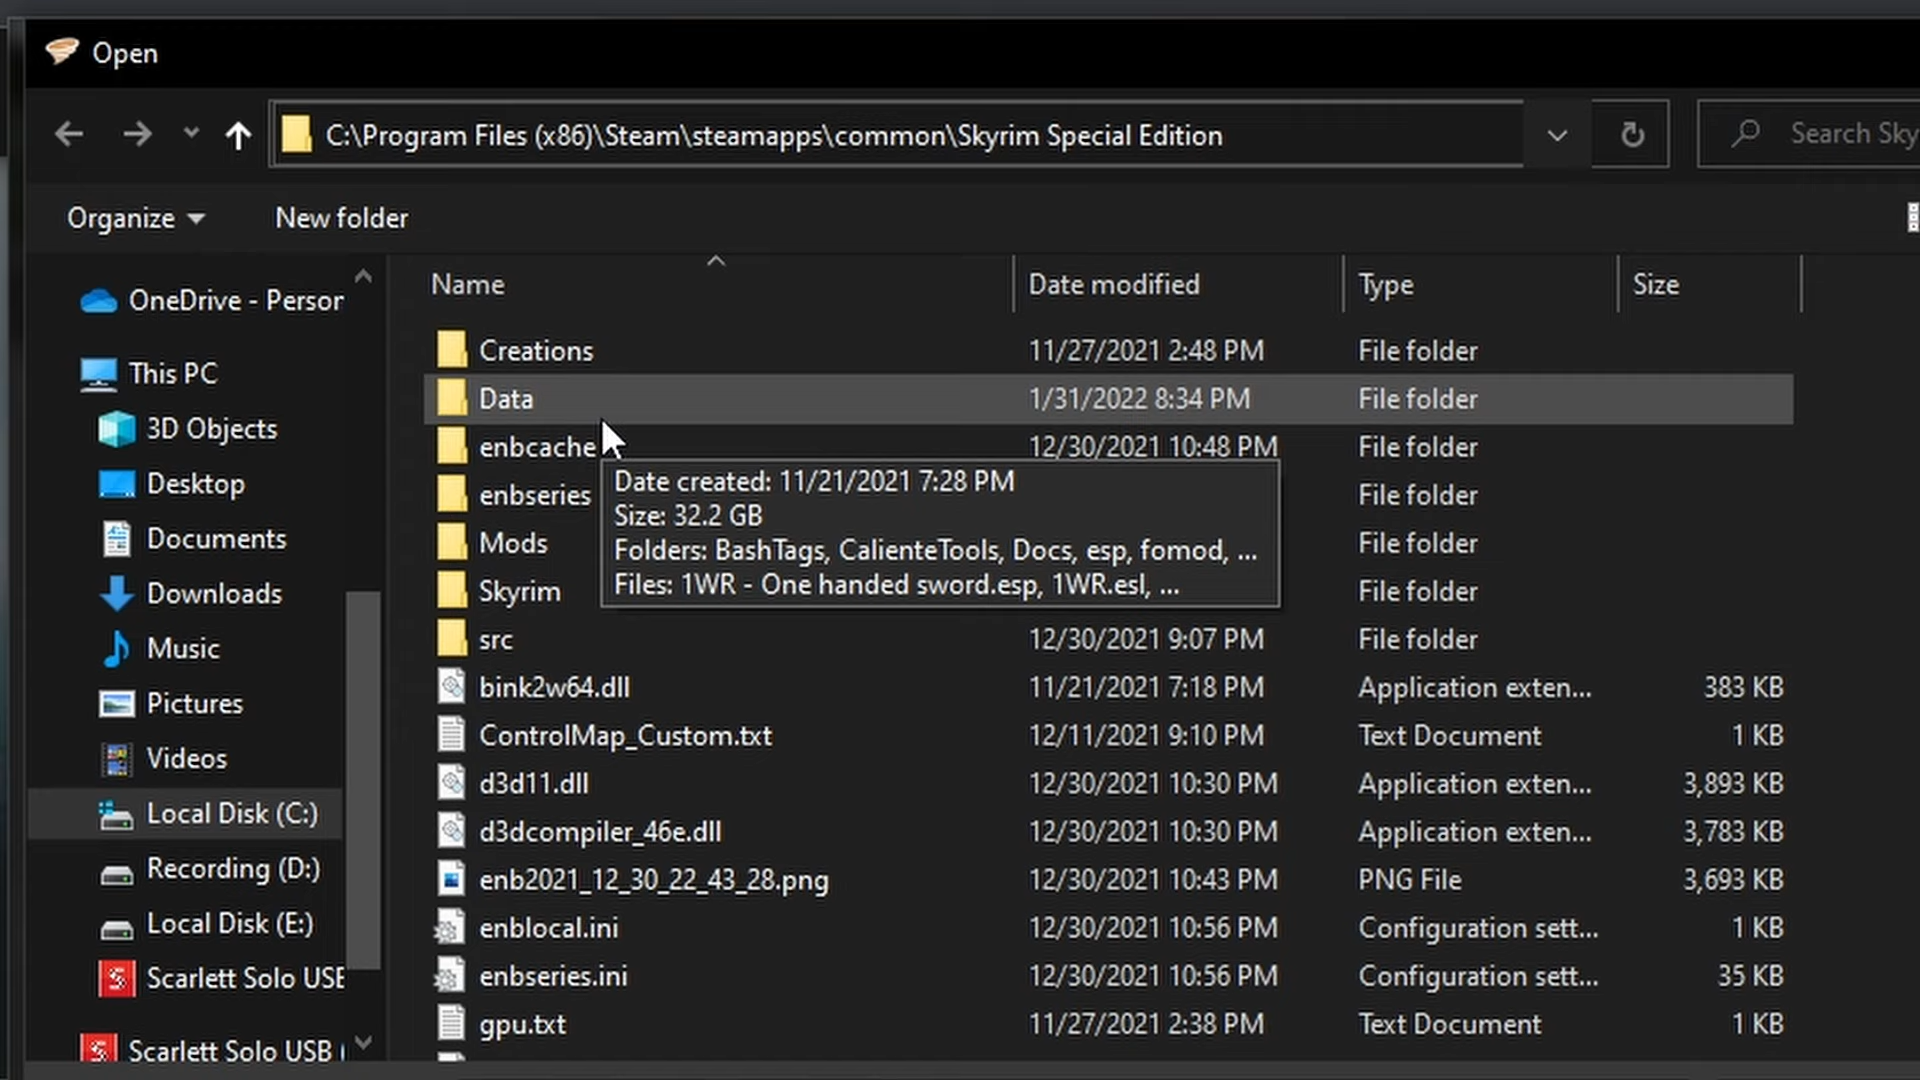 Open
C:\Program Files (x86)\Steam\steamapps\common\Skyrim Special Edition
Search Sky
Organize
New folder
Name
Date modified
Type
Size
OneDrive - Person
This PC
3D Objects
Desktop
Documents
Downloads
Music
Pictures
Videos
Local Disk (C:)
Recording (D:)
Local Disk (E:)
Scarlett Solo USB
Scarlett Solo USB (
Creations 11/27/2021 2:48 PM File folder
Data 1/31/2022 8:34 PM File folder
enbcache 12/30/2021 10:48 PM File folder
enbseries File folder
Mods File folder
Skyrim File folder
Date created: 11/21/2021 7:28 PM
Size: 32.2 GB
Folders: BashTags, CalienteTools, Docs, esp, fomod, ...
Files: 1WR - One handed sword.esp, 1WR.esl, ...
src 12/30/2021 9:07 PM File folder
bink2w64.dll 11/21/2021 7:18 PM Application exten... 383 KB
ControlMap_Custom.txt 12/11/2021 9:10 PM Text Document 1 KB
d3d11.dll 12/30/2021 10:30 PM Application exten... 3,893 KB
d3dcompiler_46e.dll 12/30/2021 10:30 PM Application exten... 3,783 KB
enb2021_12_30_22_43_28.png 12/30/2021 10:43 PM PNG File 3,693 KB
enblocal.ini 12/30/2021 10:56 PM Configuration sett... 1 KB
enbseries.ini 12/30/2021 10:56 PM Configuration sett... 35 KB
gpu.txt 11/27/2021 2:38 PM Text Document 1 KB